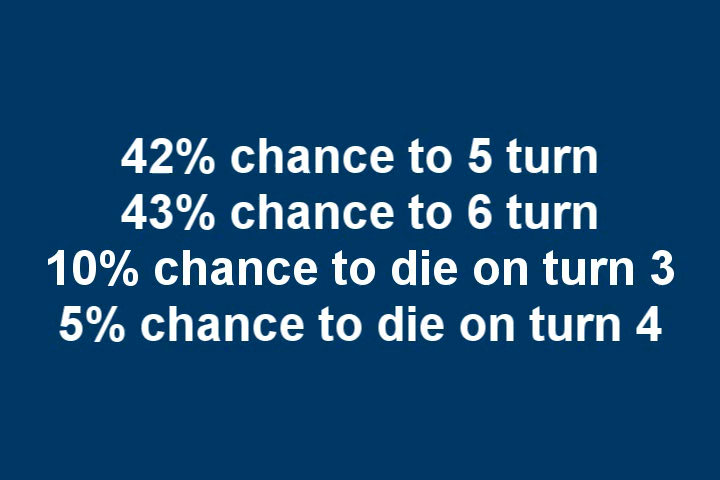 42% chance to 5 turn
43% chance to 6 turn
10% chance to die on turn 3
5% chance to die on turn 4